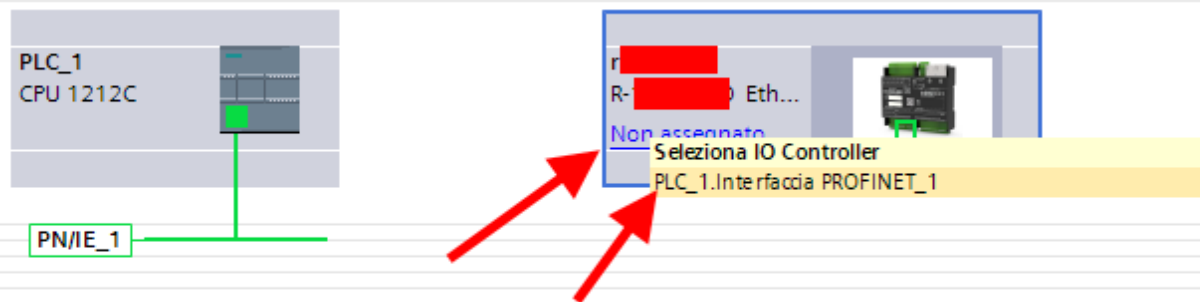 PLC_1
CPU 1212C
r
R- Eth...
Non assegnato
Seleziona IO Controller
PLC_1.Interfaccia PROFINET_1
PN/IE_1